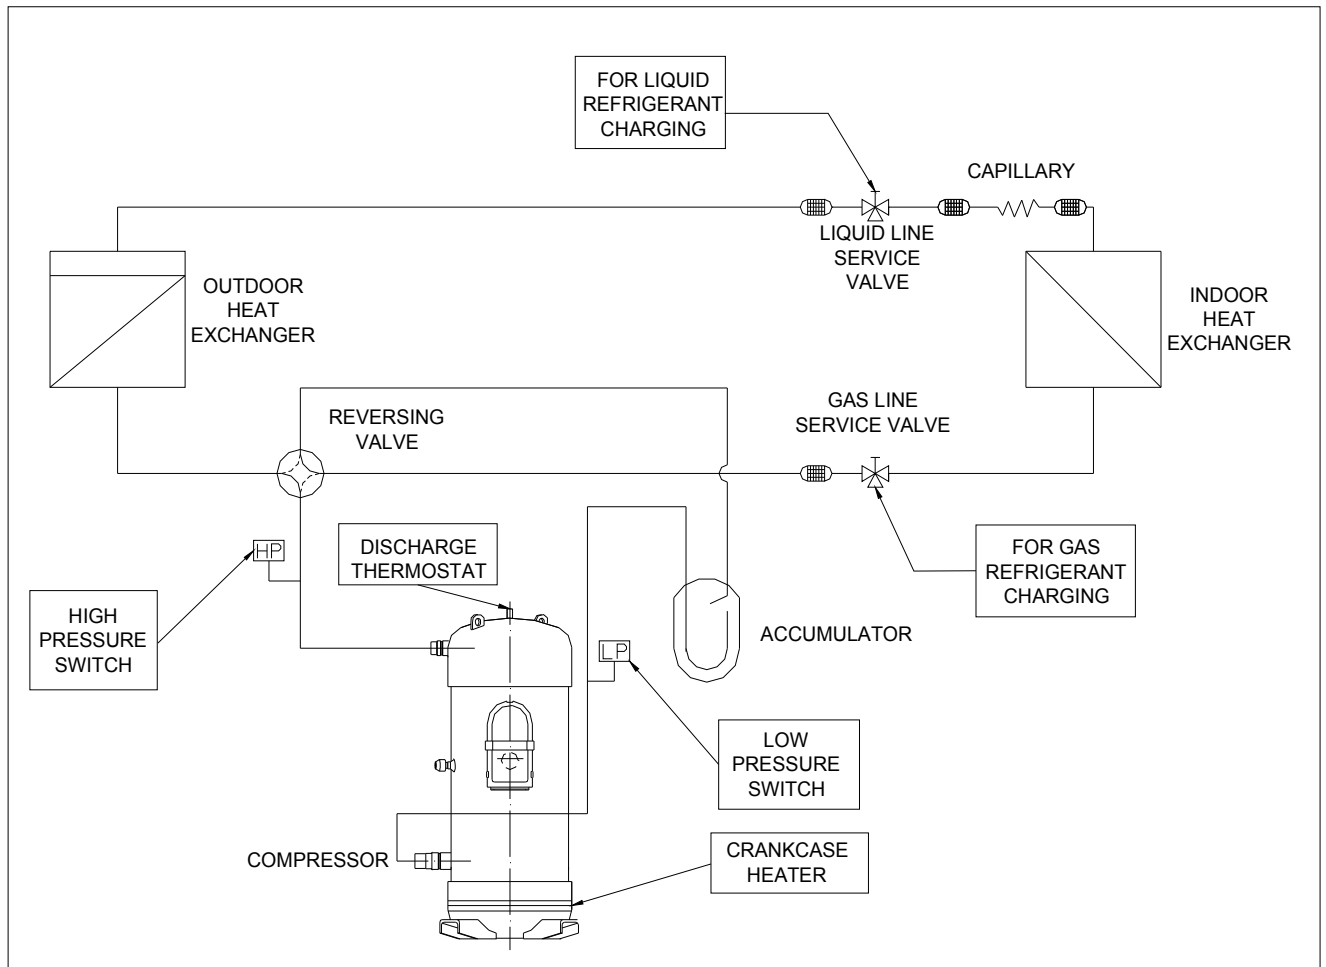 FOR LIQUID
REFRIGERANT
CHARGING
CAPILLARY
LIQUID LINE
SERVICE
VALVE
OUTDOOR
HEAT
EXCHANGER
INDOOR
HEAT
EXCHANGER
REVERSING
VALVE
GAS LINE
SERVICE VALVE
HP
DISCHARGE
THERMOSTAT
FOR GAS
REFRIGERANT
CHARGING
HIGH
PRESSURE
SWITCH
LP
ACCUMULATOR
LOW
PRESSURE
SWITCH
COMPRESSOR
CRANKCASE
HEATER